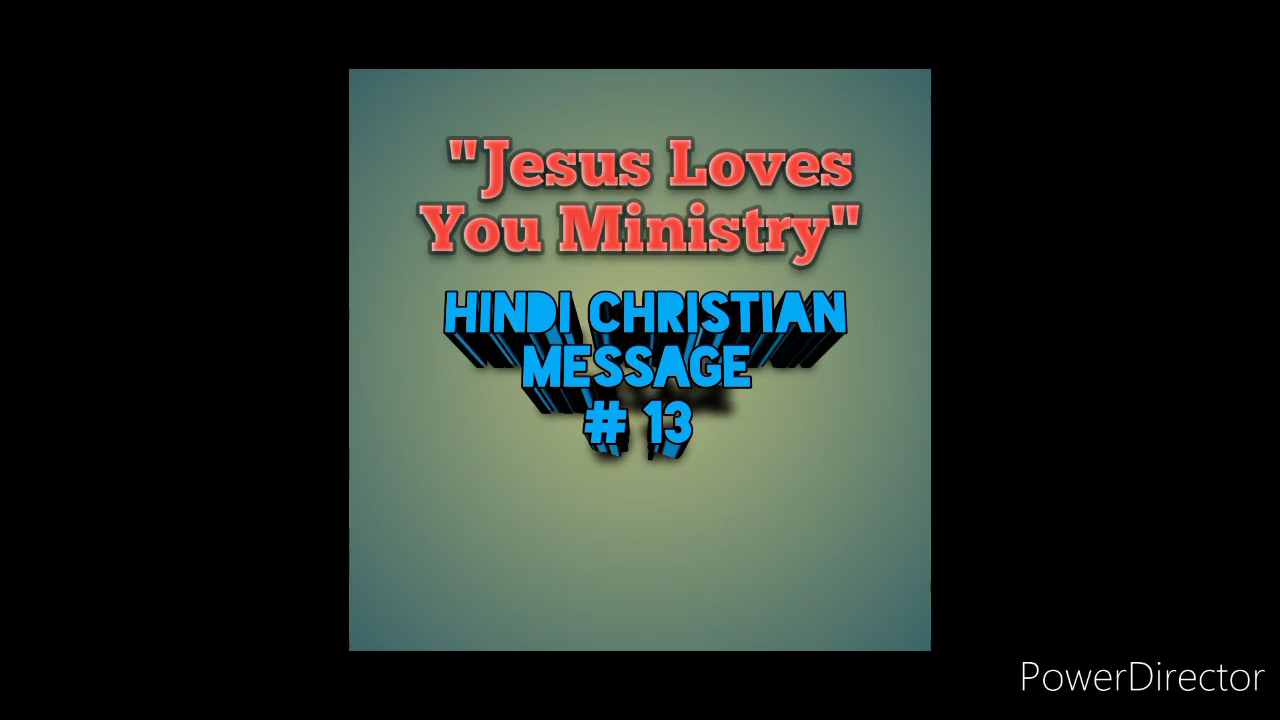 "Jesus Loves
You Ministry"
HINDI CHRISTIAN
MESSAGE
# 13
PowerDirector